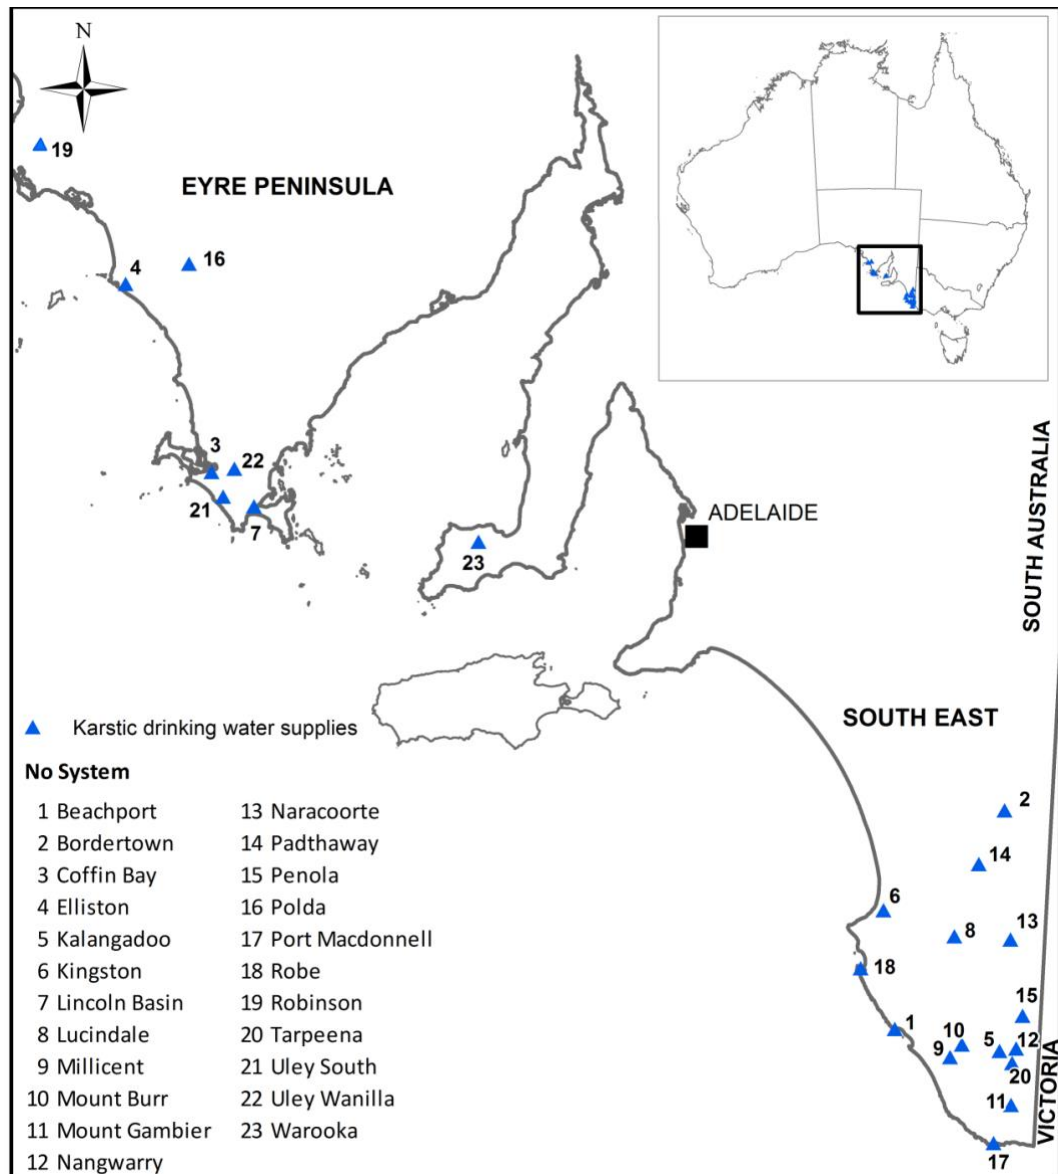 N
19
EYRE PENINSULA
16
4
3
22
21
7
23
ADELAIDE
SOUTH AUSTRALIA
SOUTH EAST
2
14
6
8
13
18
15
1
10
5
12
9
20
11
17
VICTORIA
Karstic drinking water supplies
No System
1 Beachport
2 Bordertown
3 Coffin Bay
4 Elliston
5 Kalangadoo
6 Kingston
7 Lincoln Basin
8 Lucindale
9 Millicent
10 Mount Burr
11 Mount Gambier
12 Nangwarry
13 Naracoorte
14 Padthaway
15 Penola
16 Polda
17 Port Macdonnell
18 Robe
19 Robinson
20 Tarpeena
21 Uley South
22 Uley Wanilla
23 Warooka